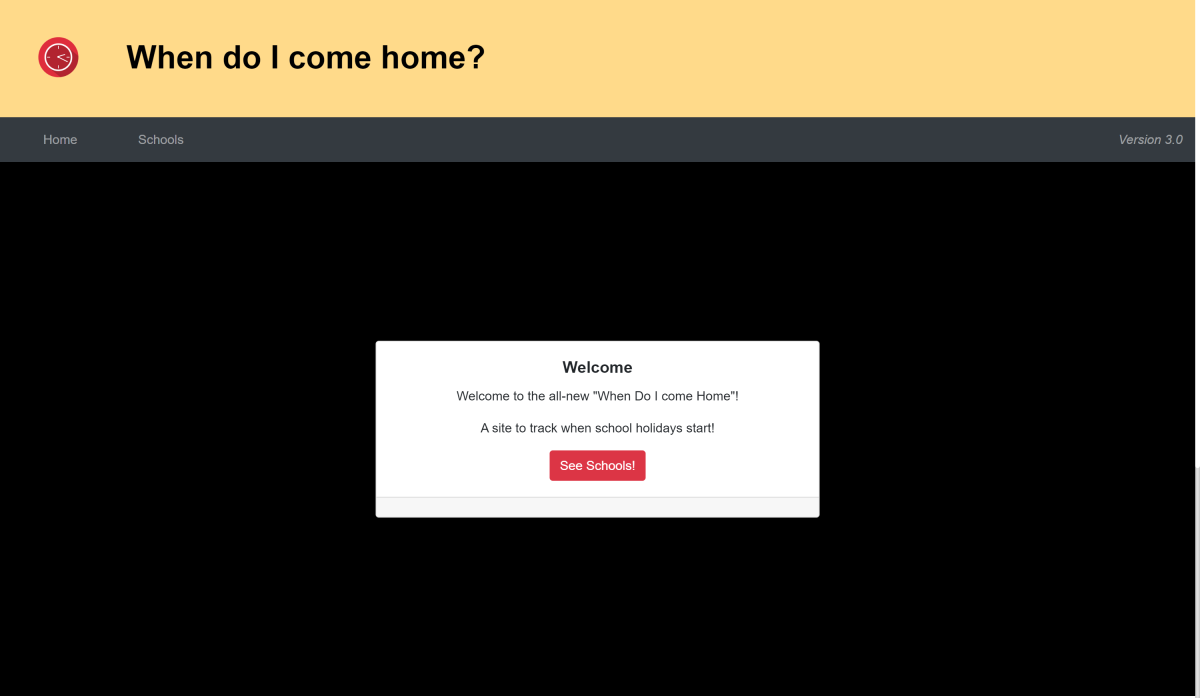 When do I come home?
Home
Schools
Version 3.0
Welcome
Welcome to the all-new "When Do I come Home"!
A site to track when school holidays start!
See Schools!